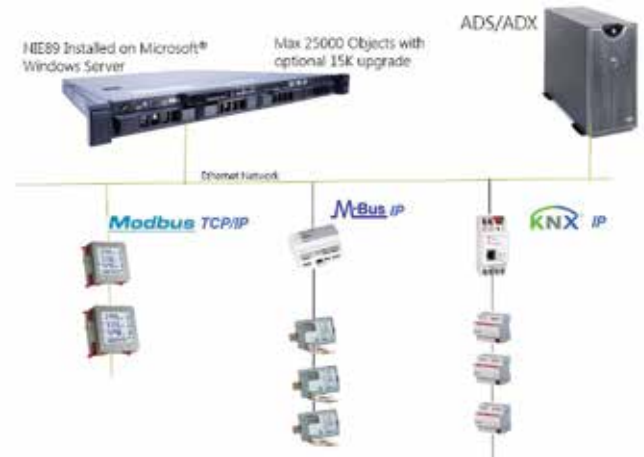 ADS/ADX
NIE89 Installed on Microsoft®
Windows Server
Max 25000 Objects with
optional 15K upgrade
Ethernet Network
Modbus TCP/IP
M-Bus IP
KNX IP